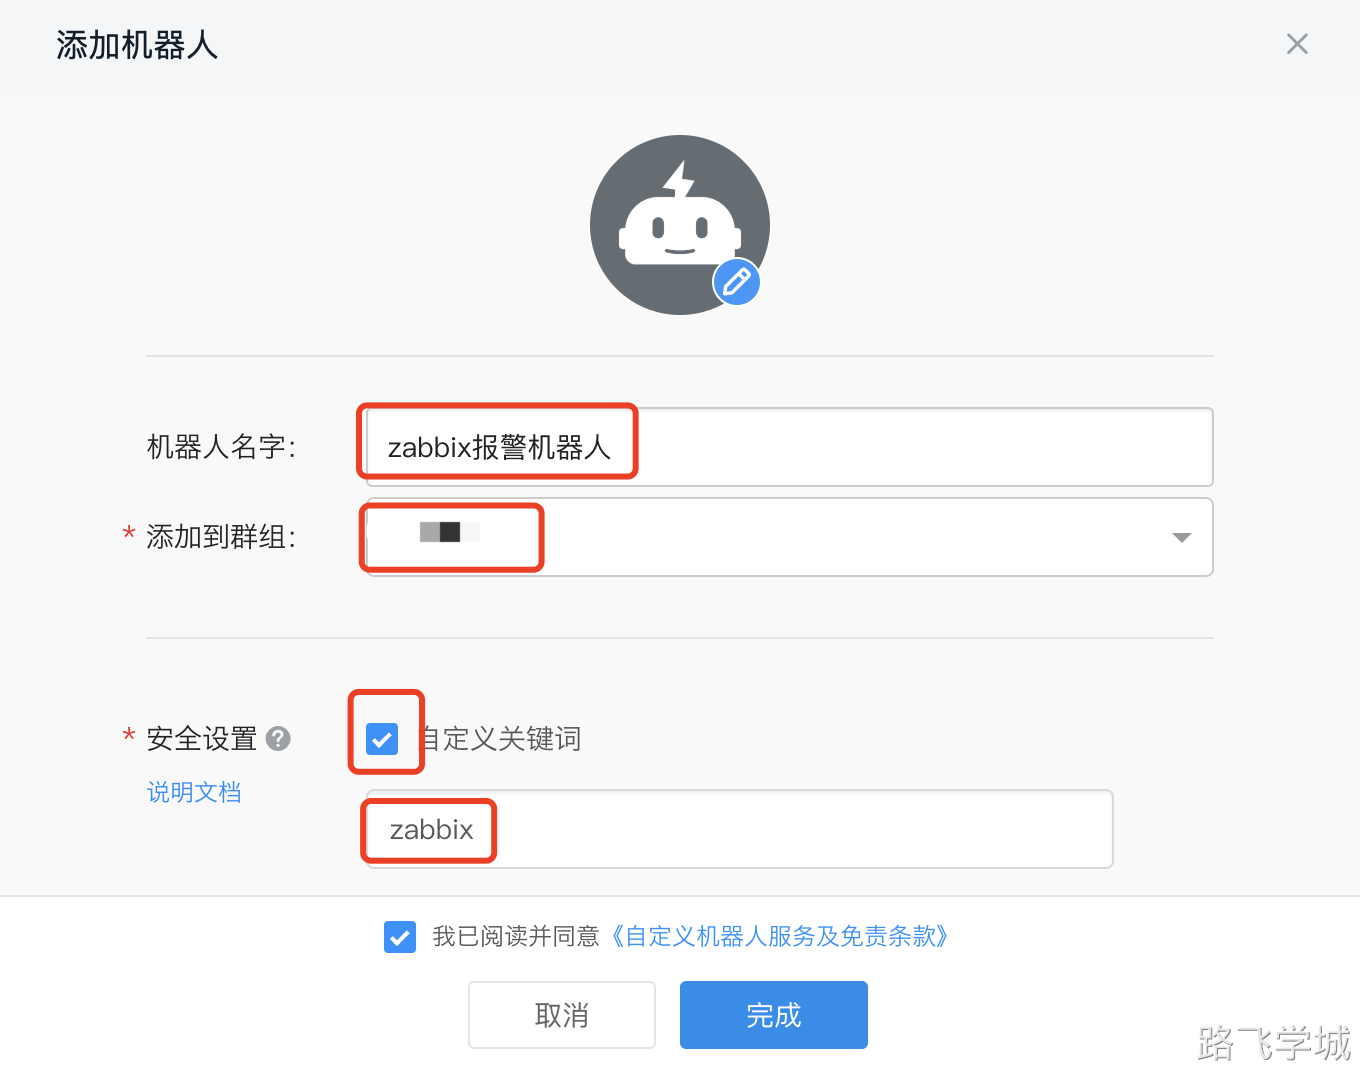 添加机器人
机器人名字:
zabbix报警机器人
* 添加到群组:
* 安全设置 ?
自定义关键词
说明文档
zabbix
我已阅读并同意《自定义机器人服务及免责条款》
取消
完成
路飞学城